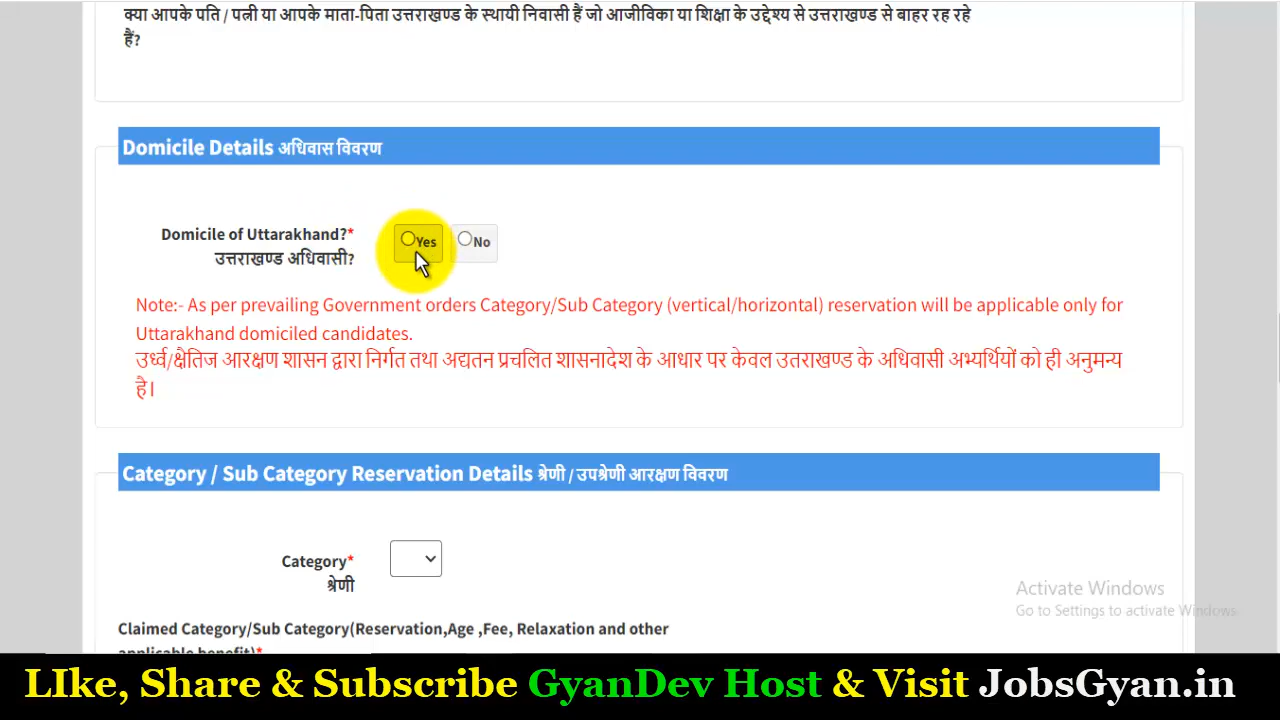 क्या आपके पति / पत्नी या आपके माता-पिता उत्तराखण्ड के स्थायी निवासी हैं जो आजीविका या शिक्षा के उद्देश्य से उत्तराखण्ड से बाहर रह रहे
हैं?
Domicile Details अधिवास विवरण
Domicile of Uttarakhand?* Yes No
उत्तराखण्ड अधिवासी?
Note:- As per prevailing Government orders Category/Sub Category (vertical/horizontal) reservation will be applicable only for
Uttarakhand domiciled candidates.
उर्ध्व/क्षैतिज आरक्षण शासन द्वारा निर्गत तथा अद्यतन प्रचलित शासनादेश के आधार पर केवल उतराखण्ड के अधिवासी अभ्यर्थियों को ही अनुमन्य
है।
Category / Sub Category Reservation Details श्रेणी / उपश्रेणी आरक्षण विवरण
Category*
श्रेणी
Activate Windows
Go to Settings to activate Windows.
Claimed Category/Sub Category(Reservation,Age ,Fee, Relaxation and other
applicable benefit)*
LIke, Share & Subscribe GyanDev Host & Visit JobsGyan.in